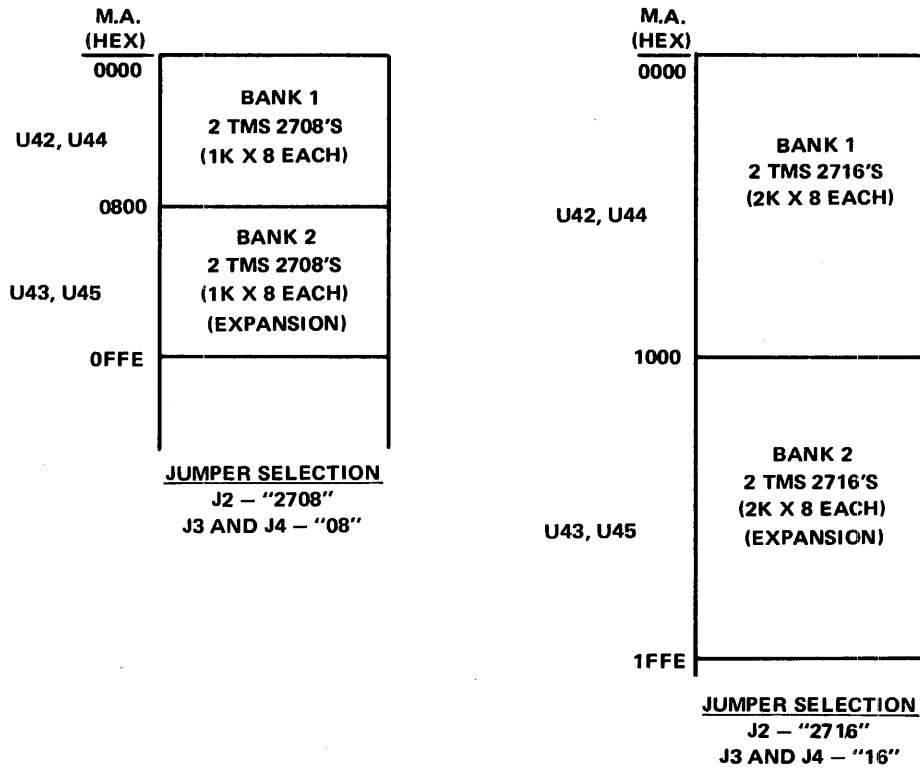 M.A.
(HEX)
0000
BANK 1
2 TMS 2708'S
(1K X 8 EACH)
U42, U44
0800
BANK 2
2 TMS 2708'S
(1K X 8 EACH)
(EXPANSION)
U43, U45
0FFE
JUMPER SELECTION
J2 – "2708"
J3 AND J4 – "08"
M.A.
(HEX)
0000
BANK 1
2 TMS 2716'S
(2K X 8 EACH)
U42, U44
1000
BANK 2
2 TMS 2716'S
(2K X 8 EACH)
(EXPANSION)
U43, U45
1FFE
JUMPER SELECTION
J2 – "2716"
J3 AND J4 – "16"